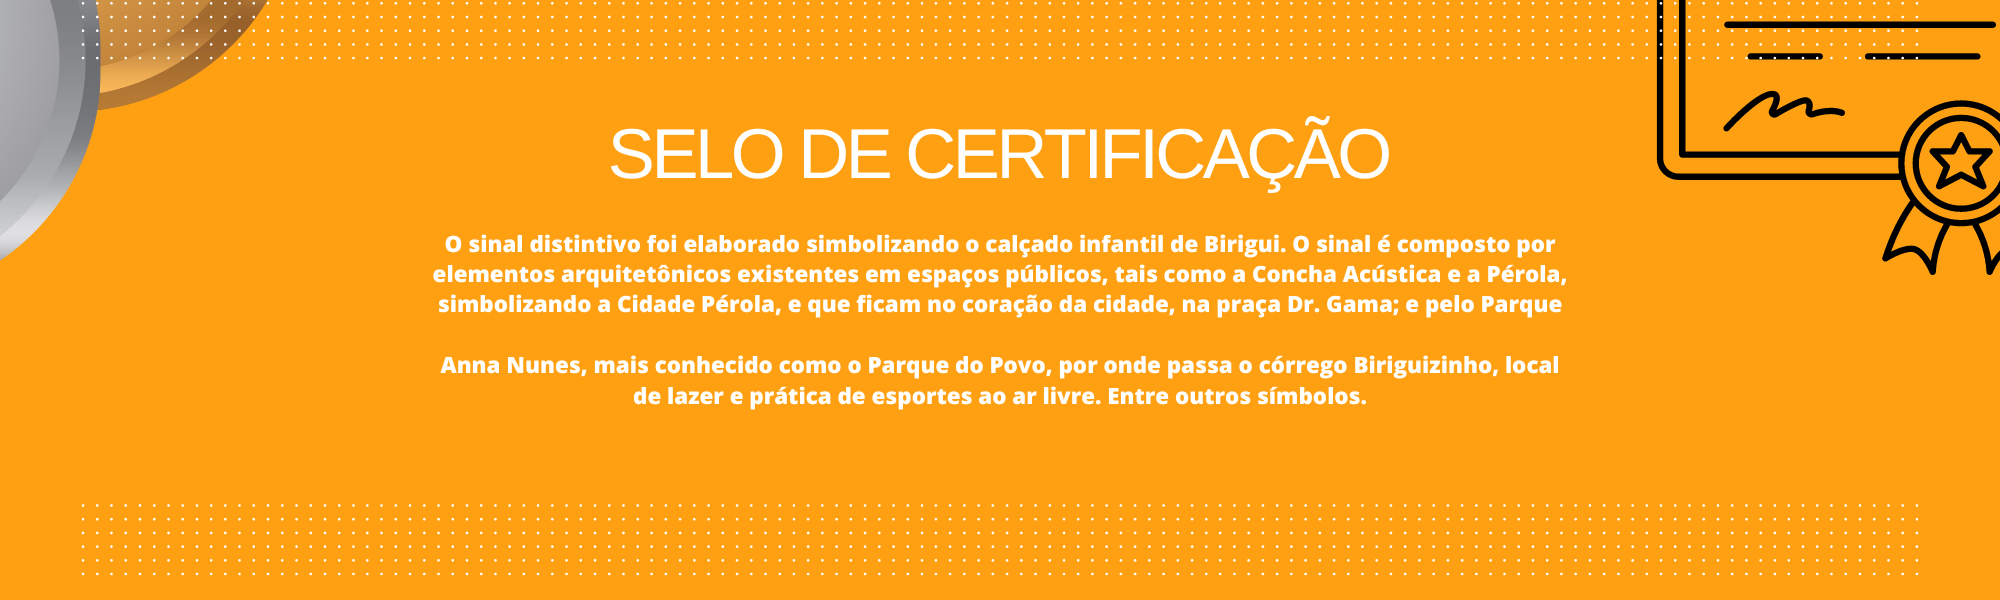 SELO DE CERTIFICAÇÃO
O sinal distintivo foi elaborado simbolizando o calçado infantil de Birigui. O sinal é composto por
elementos arquitetônicos existentes em espaços públicos, tais como a Concha Acústica e a Pérola,
simbolizando a Cidade Pérola, e que ficam no coração da cidade, na praça Dr. Gama; e pelo Parque
Anna Nunes, mais conhecido como o Parque do Povo, por onde passa o córrego Biriguizinho, local
de lazer e prática de esportes ao ar livre. Entre outros símbolos.